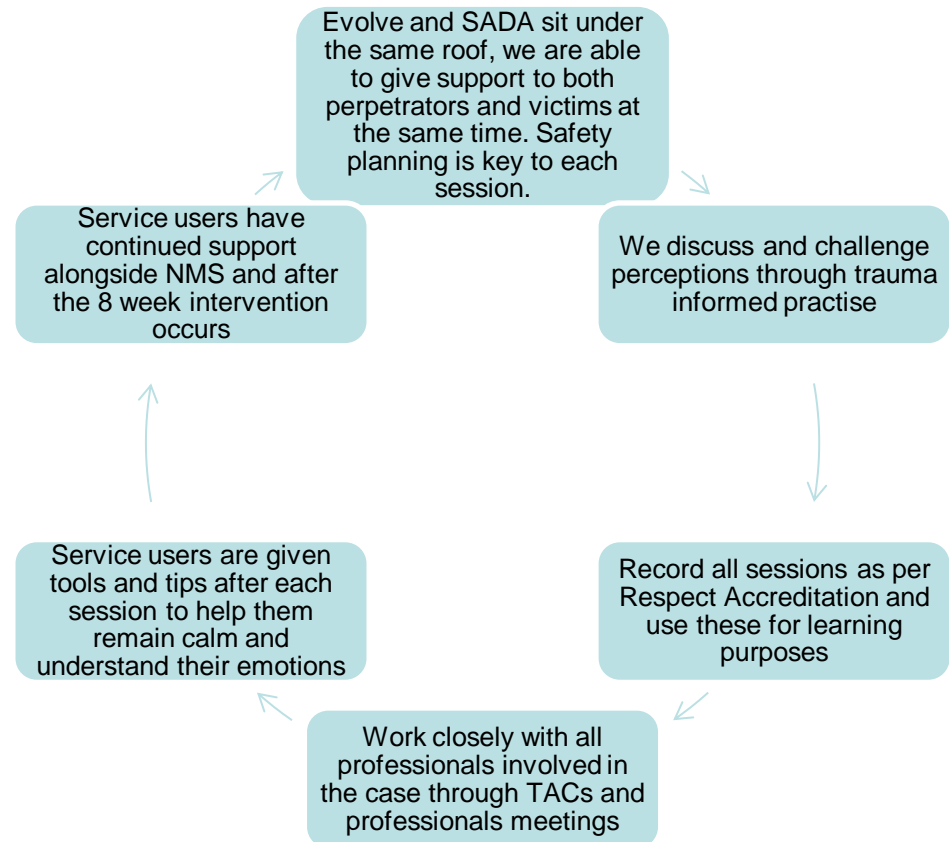 Evolve and SADA sit under
the same roof, we are able
to give support to both
perpetrators and victims at
the same time. Safety
planning is key to each
session.
We discuss and challenge
perceptions through trauma
informed practise
Record all sessions as per
Respect Accreditation and
use these for learning
purposes
Work closely with all
professionals involved in
the case through TACs and
professionals meetings
Service users are given
tools and tips after each
session to help them
remain calm and
understand their emotions
Service users have
continued support
alongside NMS and after
the 8 week intervention
occurs